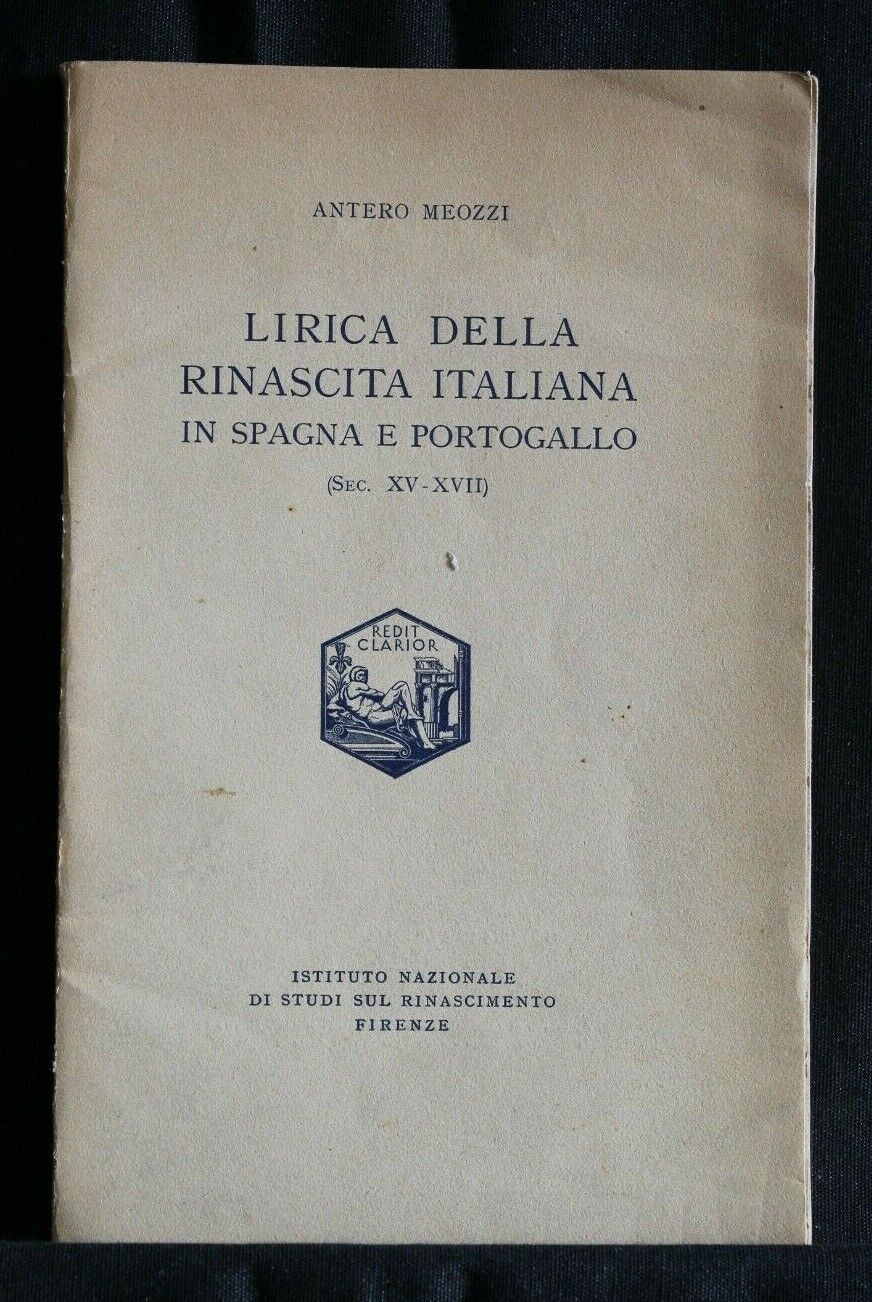 ANTERO MEOZZI
LIRICA DELLA
RINASCITA ITALIANA
IN SPAGNA E PORTOGALLO
(SEC. XV-XVII)
REDIT
CLARIOR
ISTITUTO NAZIONALE
DI STUDI SUL RINASCIMENTO
FIRENZE